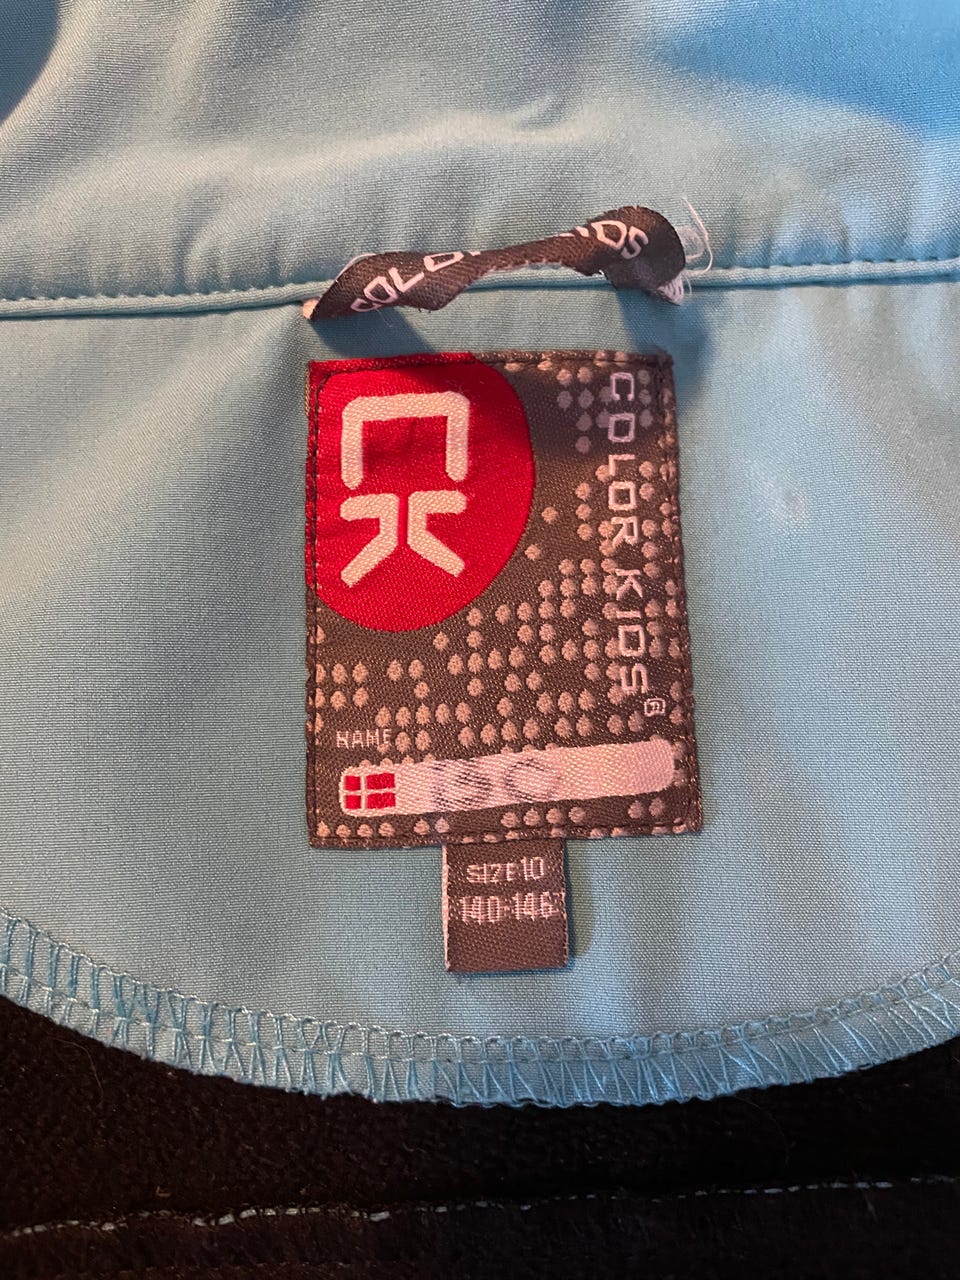 COLOR KIDS
CK
COLOR KIDS®
NAME
SIZE 10
140-146